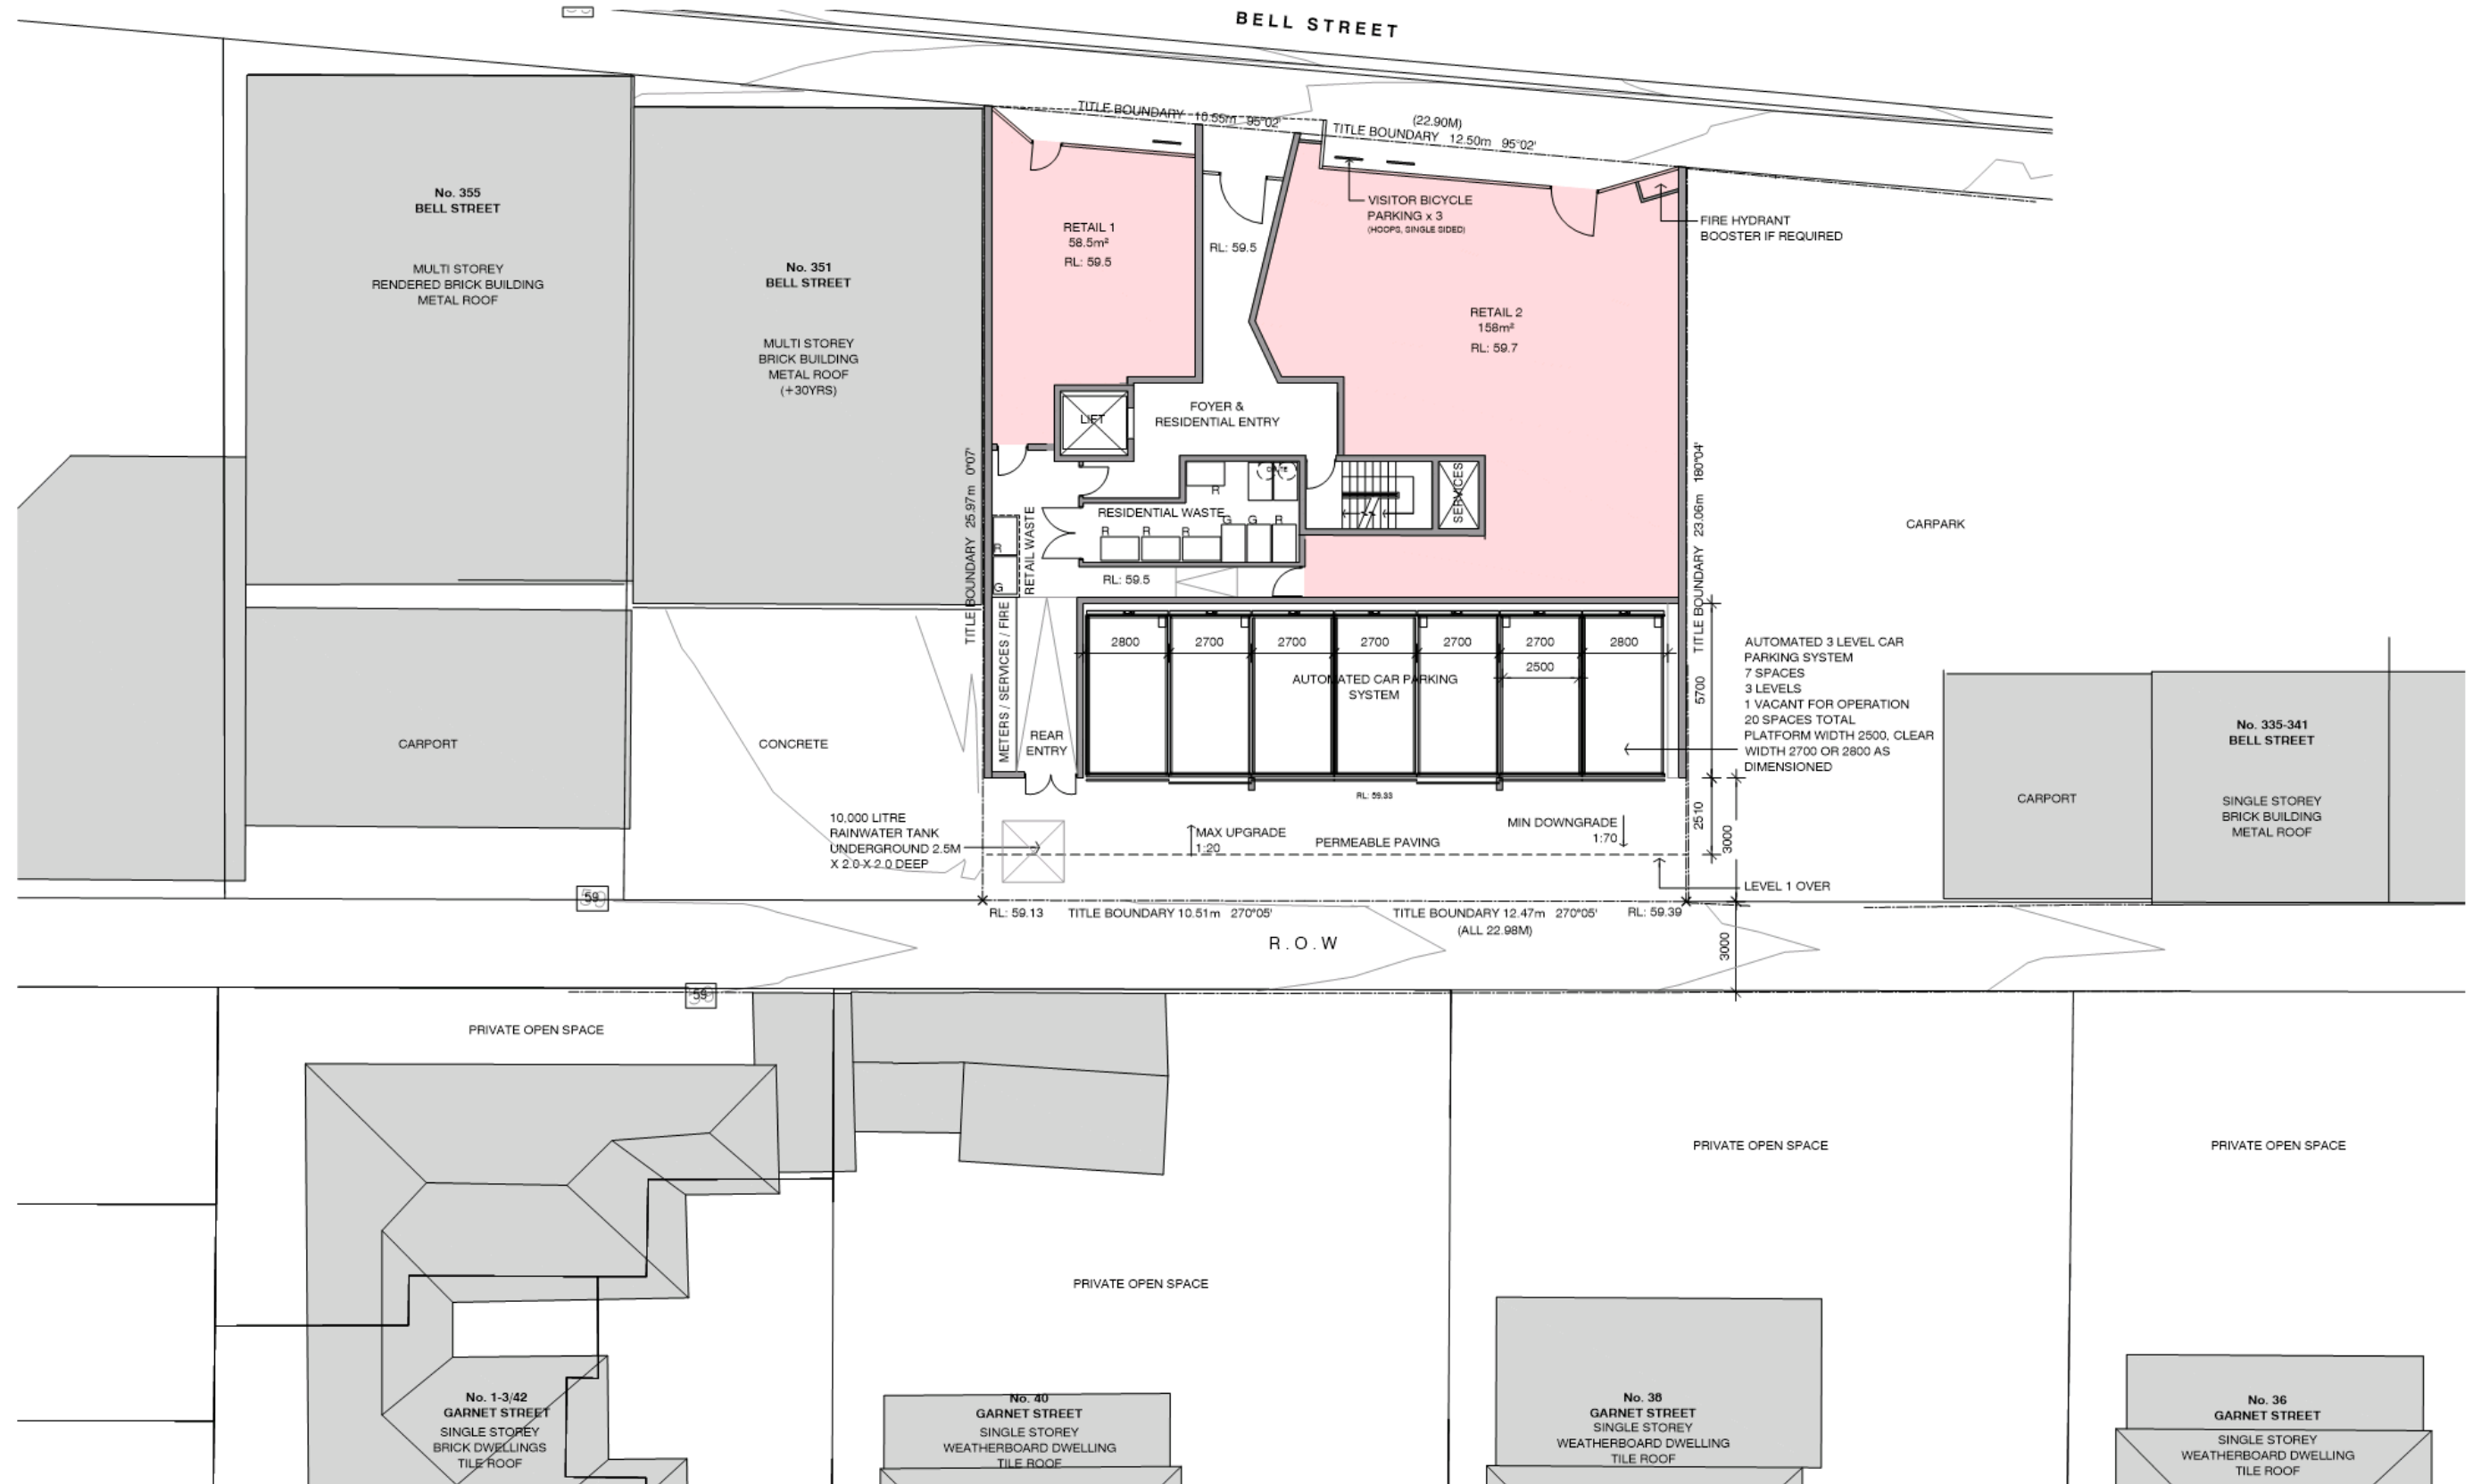 BELL STREET
TITLE BOUNDARY 10.55m 95°02'
(22.90M)
TITLE BOUNDARY 12.50m 95°02'
No. 355
BELL STREET
MULTI STOREY
RENDERED BRICK BUILDING
METAL ROOF
No. 351
BELL STREET
MULTI STOREY
BRICK BUILDING
METAL ROOF
(+30YRS)
RETAIL 1
58.5m²
RL: 59.5
RL: 59.5
VISITOR BICYCLE
PARKING x 3
(HOOPS, SINGLE SIDED)
FIRE HYDRANT
BOOSTER IF REQUIRED
RETAIL 2
158m²
RL: 59.7
LIFT
FOYER &
RESIDENTIAL ENTRY
TITLE BOUNDARY 25.97m 0°07'
TITLE BOUNDARY 23.06m 180°04'
SERVICES
R
RESIDENTIAL WASTE
R
R
R
G
G
R
RETAIL WASTE
R
G
RL: 59.5
CARPARK
METERS / SERVICES / FIRE
REAR
ENTRY
2800
2700
2700
2700
2700
2700
2800
2500
AUTOMATED CAR PARKING
SYSTEM
5700
AUTOMATED 3 LEVEL CAR
PARKING SYSTEM
7 SPACES
3 LEVELS
1 VACANT FOR OPERATION
20 SPACES TOTAL
PLATFORM WIDTH 2500, CLEAR
WIDTH 2700 OR 2800 AS
DIMENSIONED
CARPORT
CONCRETE
CARPORT
No. 335-341
BELL STREET
SINGLE STOREY
BRICK BUILDING
METAL ROOF
RL: 59.33
10,000 LITRE
RAINWATER TANK
UNDERGROUND 2.5M
X 2.0 X 2.0 DEEP
MAX UPGRADE
1:20
PERMEABLE PAVING
MIN DOWNGRADE
1:70
2510
3000
LEVEL 1 OVER
59
RL: 59.13
TITLE BOUNDARY 10.51m 270°05'
TITLE BOUNDARY 12.47m 270°05'
RL: 59.39
(ALL 22.98M)
R.O.W
3000
59
PRIVATE OPEN SPACE
PRIVATE OPEN SPACE
PRIVATE OPEN SPACE
PRIVATE OPEN SPACE
No. 1-3/42
GARNET STREET
SINGLE STOREY
BRICK DWELLINGS
TILE ROOF
No. 40
GARNET STREET
SINGLE STOREY
WEATHERBOARD DWELLING
TILE ROOF
No. 38
GARNET STREET
SINGLE STOREY
WEATHERBOARD DWELLING
TILE ROOF
No. 36
GARNET STREET
SINGLE STOREY
WEATHERBOARD DWELLING
TILE ROOF